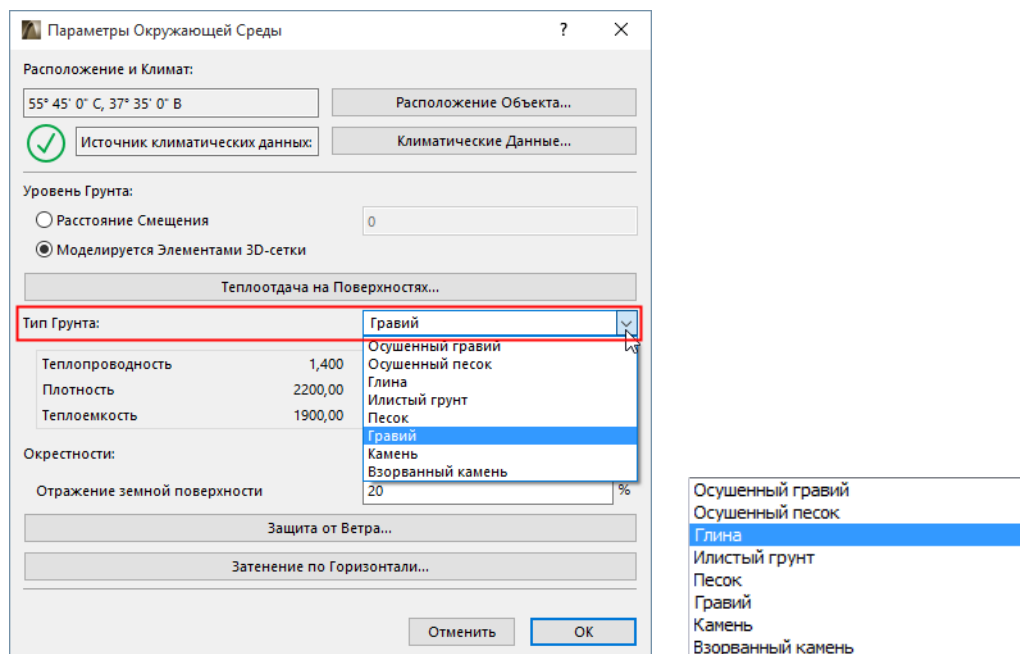 Параметры Окружающей Среды
Расположение и Климат:
55° 45' 0" С, 37° 35' 0" В
Расположение Объекта...
Источник климатических данных:
Климатические Данные...
Уровень Грунта:
Расстояние Смещения
0
Моделируется Элементами 3D-сетки
Теплоотдача на Поверхностях...
Тип Грунта:
Гравий
Теплопроводность 1,400
Плотность 2200,00
Теплоемкость 1900,00
Осушенный гравий
Осушенный песок
Глина
Илистый грунт
Песок
Гравий
Камень
Взорванный камень
Окрестности:
Отражение земной поверхности
20 %
Защита от Ветра...
Затенение по Горизонтали...
Отменить
ОК
Осушенный гравий
Осушенный песок
Глина
Илистый грунт
Песок
Гравий
Камень
Взорванный камень